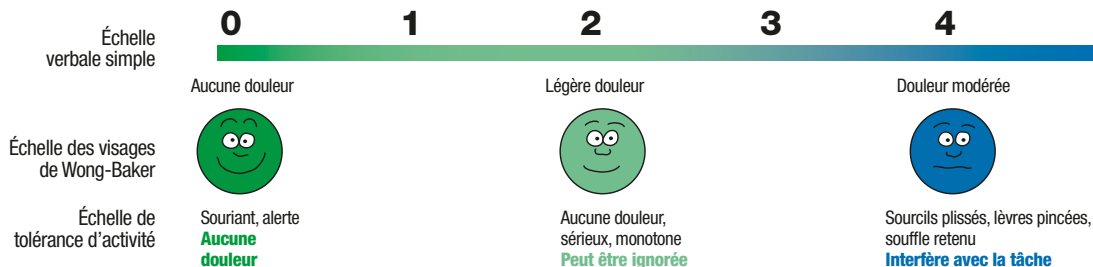 Échelle
verbale simple
0 1 2 3 4
Aucune douleur Légère douleur Douleur modérée
Échelle des visages
de Wong-Baker
Échelle de
tolérance d'activité
Souriant, alerte
Aucune
douleur
Aucune douleur,
sérieux, monotone
Peut être ignorée
Sourcils plissés, lèvres pincées,
souffle retenu
Interfère avec la tâche